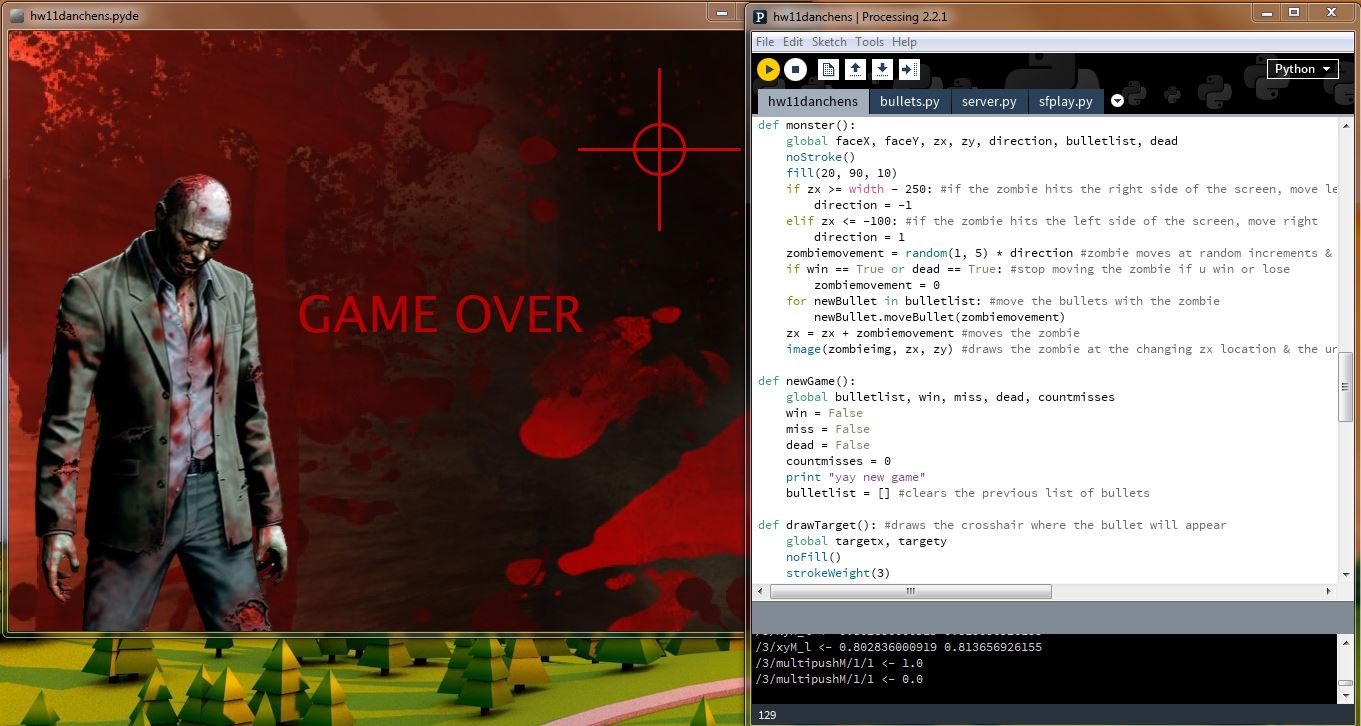 hw11danchens.pyde
GAME OVER
hw11danchens | Processing 2.2.1
File Edit Sketch Tools Help
Python
hw11danchens bullets.py server.py sfplay.py
def monster():
    global faceX, faceY, zx, zy, direction, bulletlist, dead
    noStroke()
    fill(20, 90, 10)
    if zx >= width - 250: #if the zombie hits the right side of the screen, move le
        direction = -1
    elif zx <= -100: #if the zombie hits the left side of the screen, move right
        direction = 1
    zombiemovement = random(1, 5) * direction #zombie moves at random increments &
    if win == True or dead == True: #stop moving the zombie if u win or lose
        zombiemovement = 0
    for newBullet in bulletlist: #move the bullets with the zombie
        newBullet.moveBullet(zombiemovement)
    zx = zx + zombiemovement #moves the zombie
    image(zombieimg, zx, zy) #draws the zombie at the changing zx location & the ur
def newGame():
    global bulletlist, win, miss, dead, countmisses
    win = False
    miss = False
    dead = False
    countmisses = 0
    print "yay new game"
    bulletlist = [] #clears the previous list of bullets
def drawTarget(): #draws the crosshair where the bullet will appear
    global targetx, targety
    noFill()
    strokeWeight(3)
/3/xyM_l <- 0.802836000919 0.813656926155
/3/multipushM/1/1 <- 1.0
/3/multipushM/1/1 <- 0.0
129